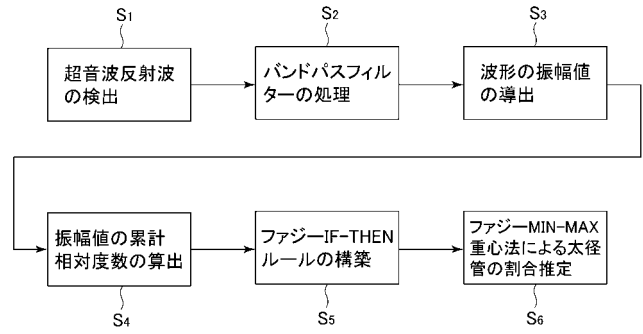 S1
S2
S3
超音波反射波
の検出
バンドパスフィル
ターの処理
波形の振幅値
の導出
振幅値の累計
相対度数の算出
ファジーIF-THEN
ルールの構築
ファジーMIN-MAX
重心法による太径
管の割合推定
S4
S5
S6